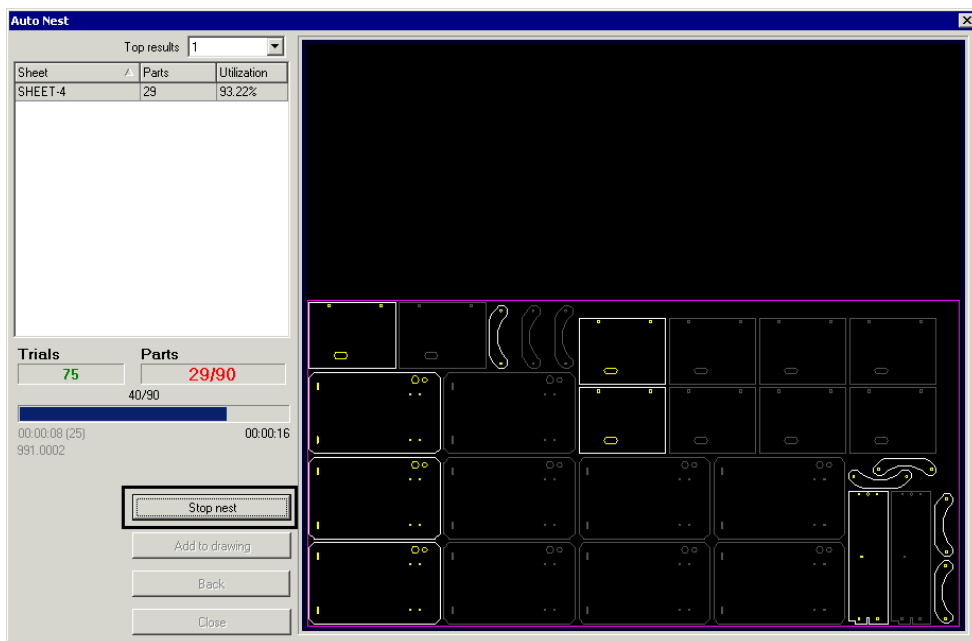 Auto Nest
Top results 1
Sheet Parts Utilization
SHEET-4 29 93.22%
Trials Parts
75 29/90
40/90
00:00:08 (25) 00:00:16
991.0002
Stop nest
Add to drawing
Back
Close